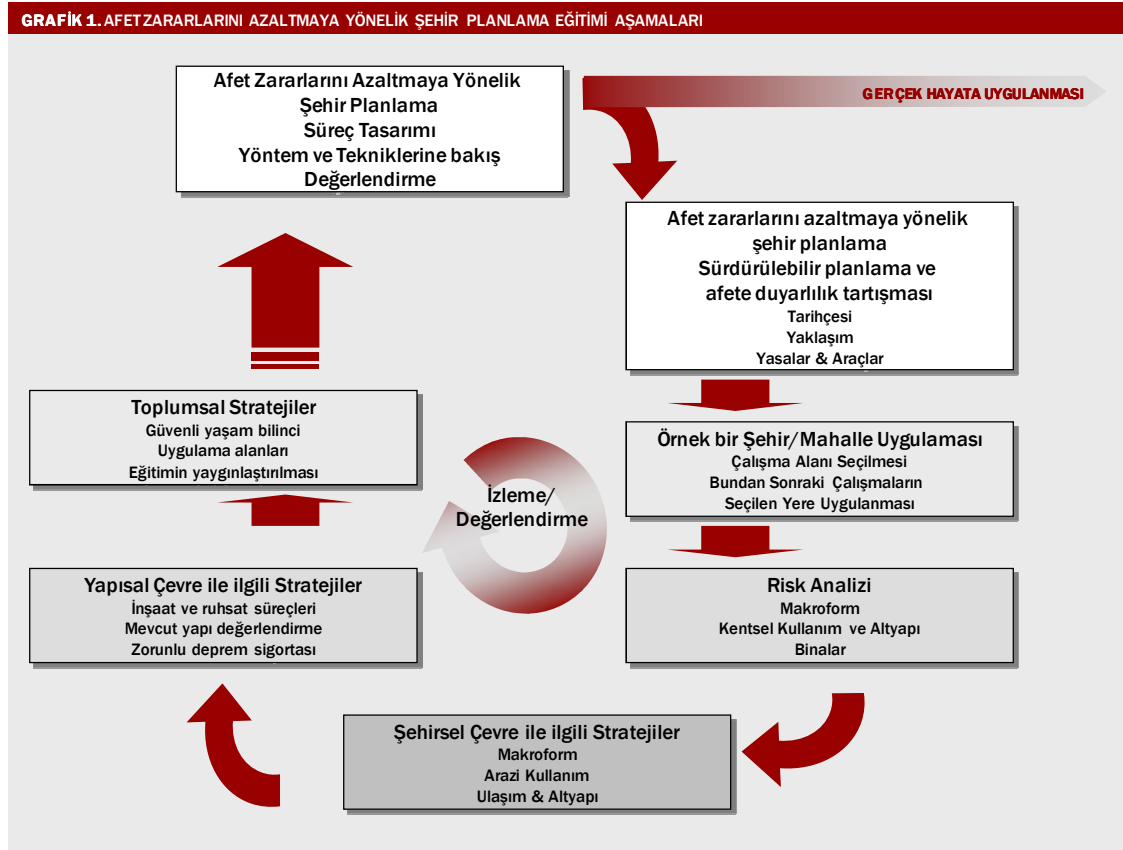 GRAFİK 1. AFET ZARARLARINI AZALTMAYA YÖNELİK ŞEHİR PLANLAMA EĞİTİMİ AŞAMALARI
Afet Zararlarını Azaltmaya Yönelik
Şehir Planlama
Süreç Tasarımı
Yöntem ve Tekniklerine bakış
Değerlendirme
GERÇEK HAYATA UYGULANMASI
Afet zararlarını azaltmaya yönelik
şehir planlama
Sürdürülebilir planlama ve
afete duyarlılık tartışması
Tarihçesi
Yaklaşım
Yasalar & Araçlar
Örnek bir Şehir/Mahalle Uygulaması
Çalışma Alanı Seçilmesi
Bundan Sonraki Çalışmaların
Seçilen Yere Uygulanması
Risk Analizi
Makroform
Kentsel Kullanım ve Altyapı
Binalar
Şehirsel Çevre ile ilgili Stratejiler
Makroform
Arazi Kullanım
Ulaşım & Altyapı
Yapısal Çevre ile ilgili Stratejiler
İnşaat ve ruhsat süreçleri
Mevcut yapı değerlendirme
Zorunlu deprem sigortası
Toplumsal Stratejiler
Güvenli yaşam bilinci
Uygulama alanları
Eğitimin yaygınlaştırılması
İzleme/
Değerlendirme